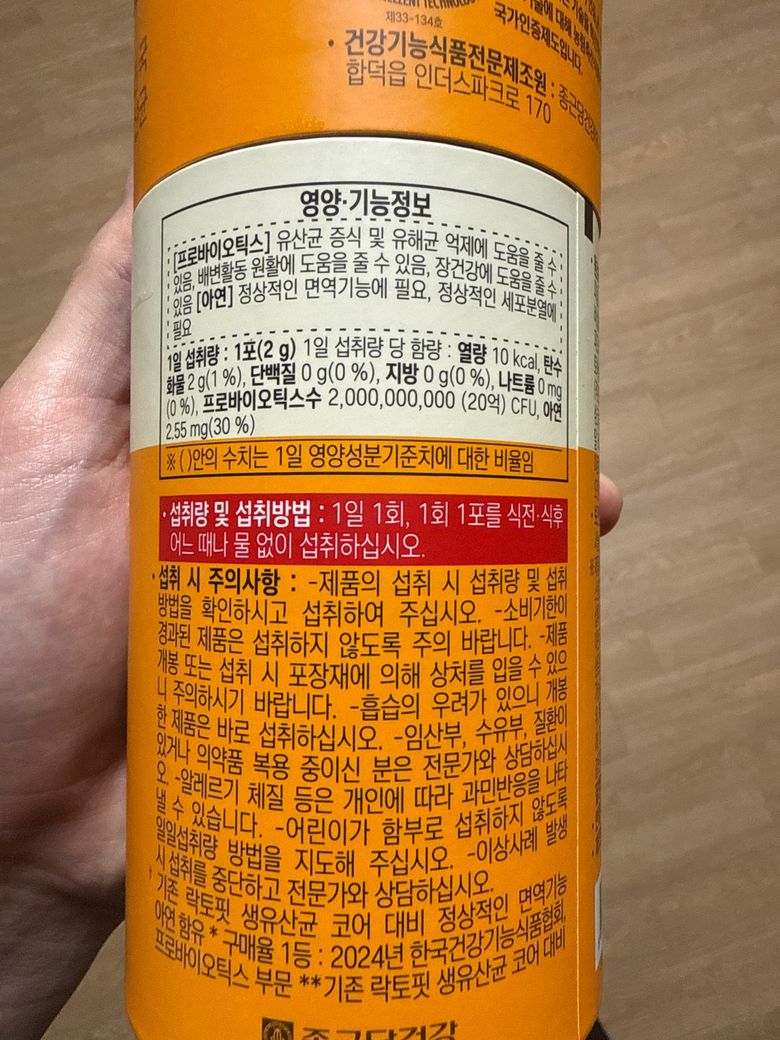 제33-134호
국가인증제도입니다.
• 건강기능식품전문제조원 : 종근당건강
합덕읍 인더스파크로 170
영양·기능정보
[프로바이오틱스] 유산균 증식 및 유해균 억제에 도움을 줄 수
있음, 배변활동 원활에 도움을 줄 수 있음, 장건강에 도움을 줄 수
있음 [아연] 정상적인 면역기능에 필요, 정상적인 세포분열에
필요
1일 섭취량 : 1포(2 g) 1일 섭취량 당 함량 : 열량 10 kcal, 탄수
화물 2 g(1 %), 단백질 0 g(0 %), 지방 0 g(0 %), 나트륨 0 mg
(0 %), 프로바이오틱스수 2,000,000,000 (20억) CFU, 아연
2.55 mg(30 %)
※ ( )안의 수치는 1일 영양성분기준치에 대한 비율임
• 섭취량 및 섭취방법 : 1일 1회, 1회 1포를 식전·식후
어느 때나 물 없이 섭취하십시오.
• 섭취 시 주의사항 : -제품의 섭취 시 섭취량 및 섭취
방법을 확인하시고 섭취하여 주십시오. -소비기한이
경과된 제품은 섭취하지 않도록 주의 바랍니다. -제품
개봉 또는 섭취 시 포장재에 의해 상처를 입을 수 있으
니 주의하시기 바랍니다. -흡습의 우려가 있으니 개봉
한 제품은 바로 섭취하십시오. -임산부, 수유부, 질환이
있거나 의약품 복용 중이신 분은 전문가와 상담하십시
오. -알레르기 체질 등은 개인에 따라 과민반응을 나타
낼 수 있습니다. -어린이가 함부로 섭취하지 않도록
일일섭취량 방법을 지도해 주십시오. -이상사례 발생
시 섭취를 중단하고 전문가와 상담하십시오.
† 기존 락토핏 생유산균 코어 대비 정상적인 면역기능
아연 함유 * 구매율 1등 : 2024년 한국건강기능식품협회,
프로바이오틱스 부문 **기존 락토핏 생유산균 코어 대비
종근당건강